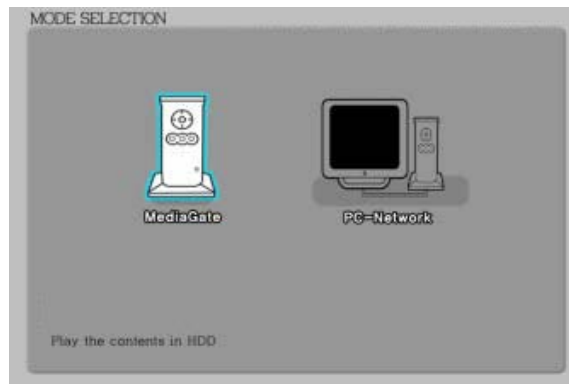 MODE SELECTION
MediaGate
PC-Network
Play the contents in HDD